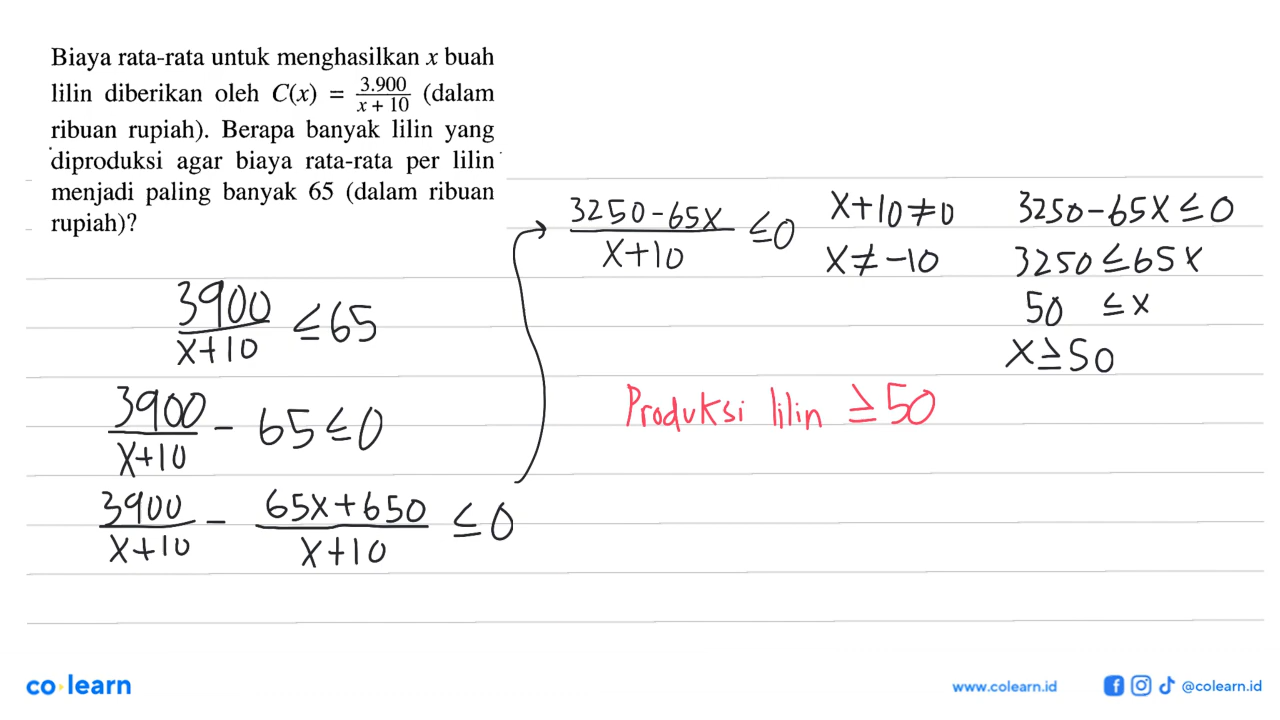 Biaya rata-rata untuk menghasilkan x buah
lilin diberikan oleh C(x) = 3.900/(x + 10) (dalam
ribuan rupiah). Berapa banyak lilin yang
diproduksi agar biaya rata-rata per lilin
menjadi paling banyak 65 (dalam ribuan
rupiah)?
3900/(x+10) ≤ 65
3900/(x+10) - 65 ≤ 0
3900/(x+10) - (65x+650)/(x+10) ≤ 0
(3250-65x)/(x+10) ≤ 0
x+10 ≠ 0
x ≠ -10
3250-65x ≤ 0
3250 ≤ 65x
50 ≤ x
x ≥ 50
Produksi lilin ≥ 50
co learn
www.colearn.id
@colearn.id